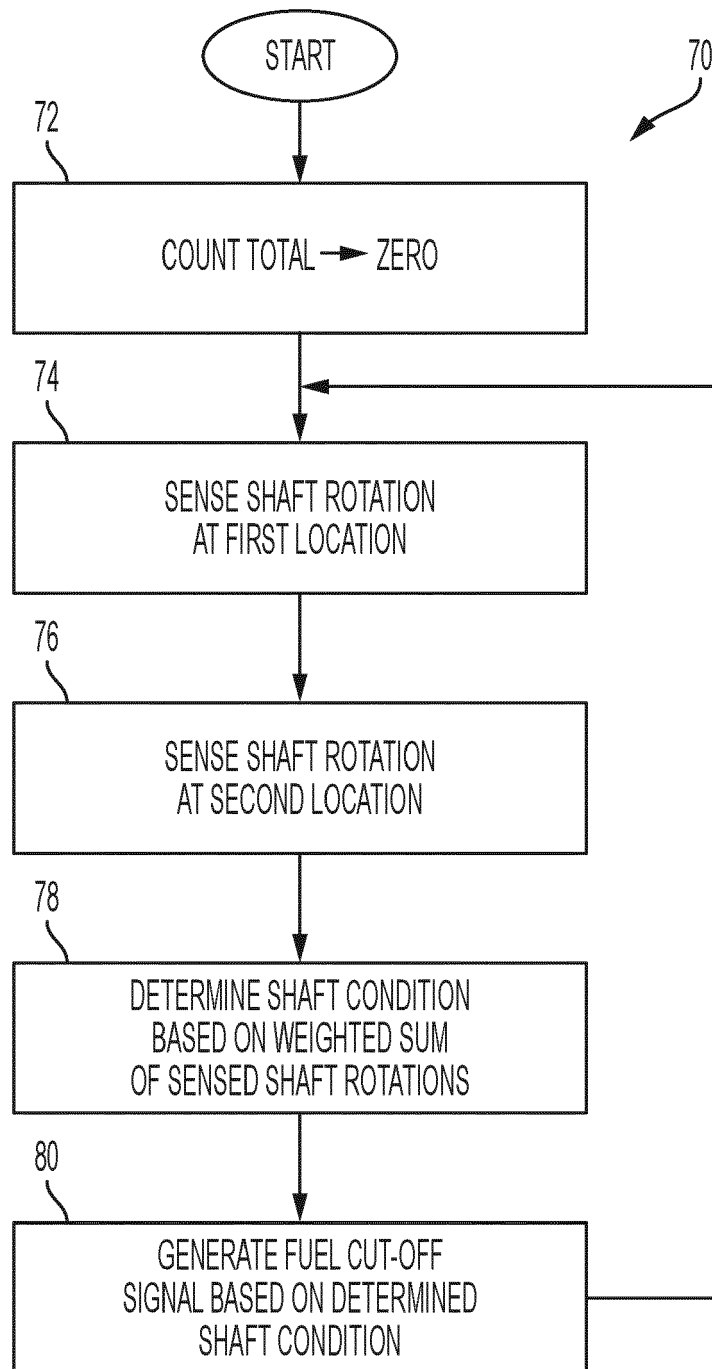 START
70
72
COUNT TOTAL → ZERO
74
SENSE SHAFT ROTATION
AT FIRST LOCATION
76
SENSE SHAFT ROTATION
AT SECOND LOCATION
78
DETERMINE SHAFT CONDITION
BASED ON WEIGHTED SUM
OF SENSED SHAFT ROTATIONS
80
GENERATE FUEL CUT-OFF
SIGNAL BASED ON DETERMINED
SHAFT CONDITION